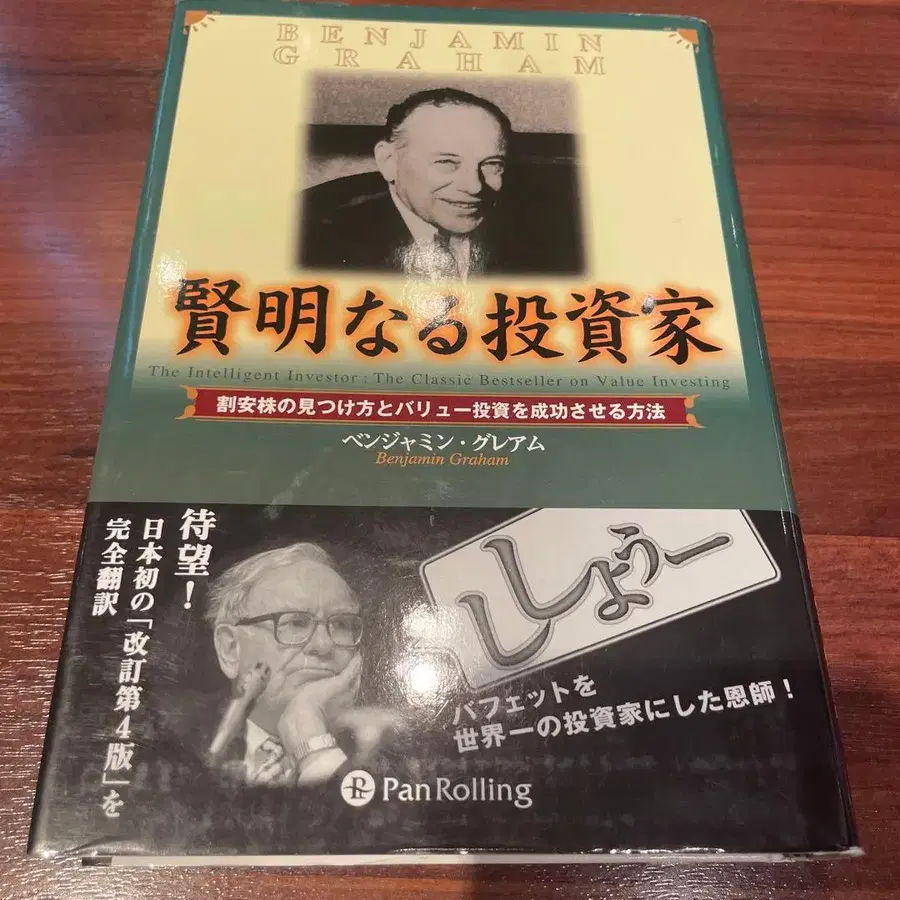 BENJAMIN
GRAHAM
賢明なる投資家
The Intelligent Investor : The Classic Bestseller on Value Investing
割安株の見つけ方とバリュー投資を成功させる方法
ベンジャミン・グレアム
Benjamin Graham
待望!
日本初の「改訂第4版」を
完全翻訳
ししょうー
バフェットを
世界一の投資家にした恩師!
PanRolling